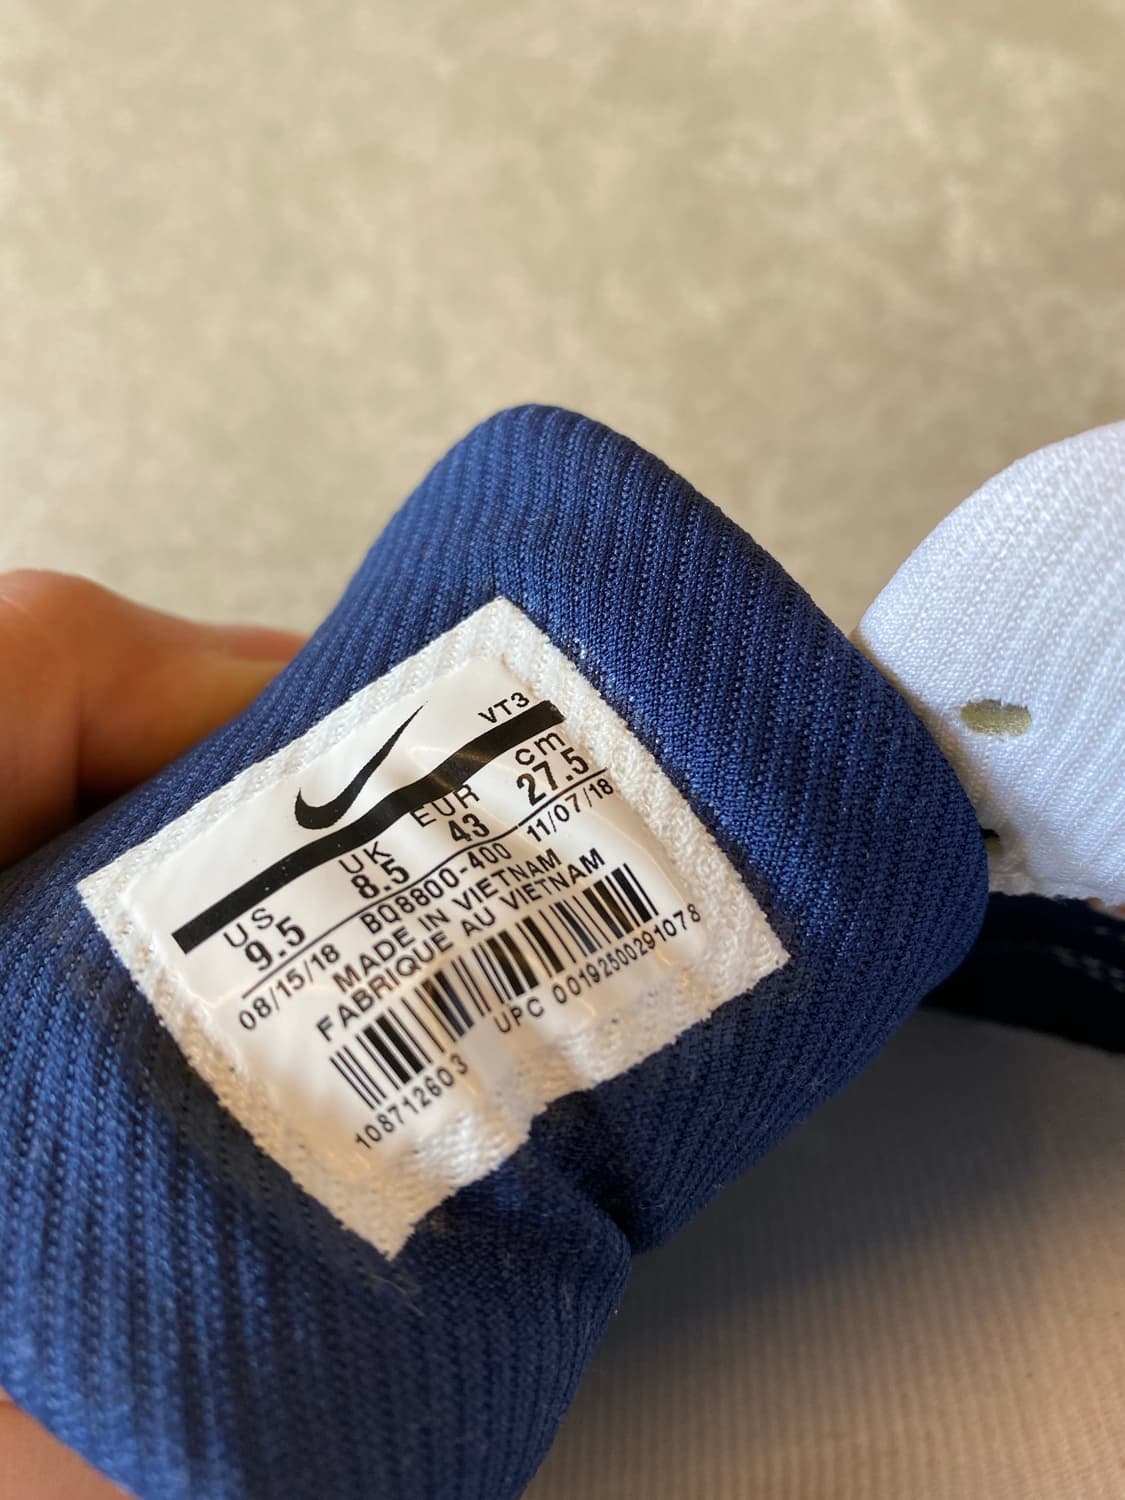 VT3
US UK EUR cm
9.5 8.5 43 27.5
08/15/18 BQ8800-400 11/07/18
MADE IN VIETNAM
FABRIQUE AU VIETNAM
108712603 UPC 00192500291078